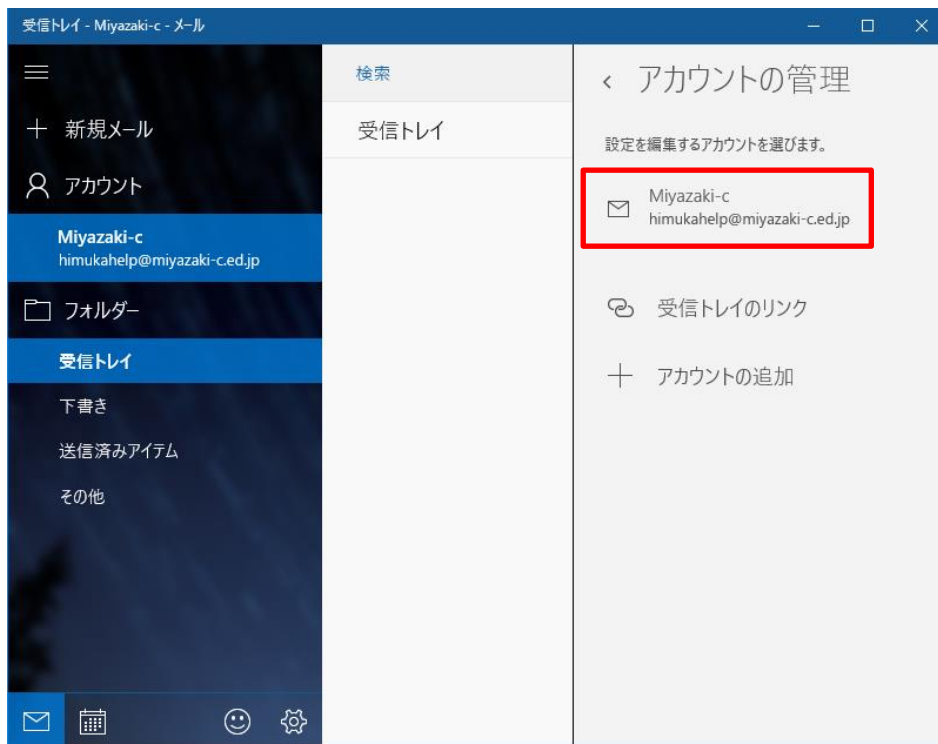 受信トレイ - Miyazaki-c - メール
新規メール
アカウント
Miyazaki-c
himukahelp@miyazaki-c.ed.jp
フォルダー
受信トレイ
下書き
送信済みアイテム
その他
検索
受信トレイ
アカウントの管理
設定を編集するアカウントを選びます。
Miyazaki-c
himukahelp@miyazaki-c.ed.jp
受信トレイのリンク
アカウントの追加